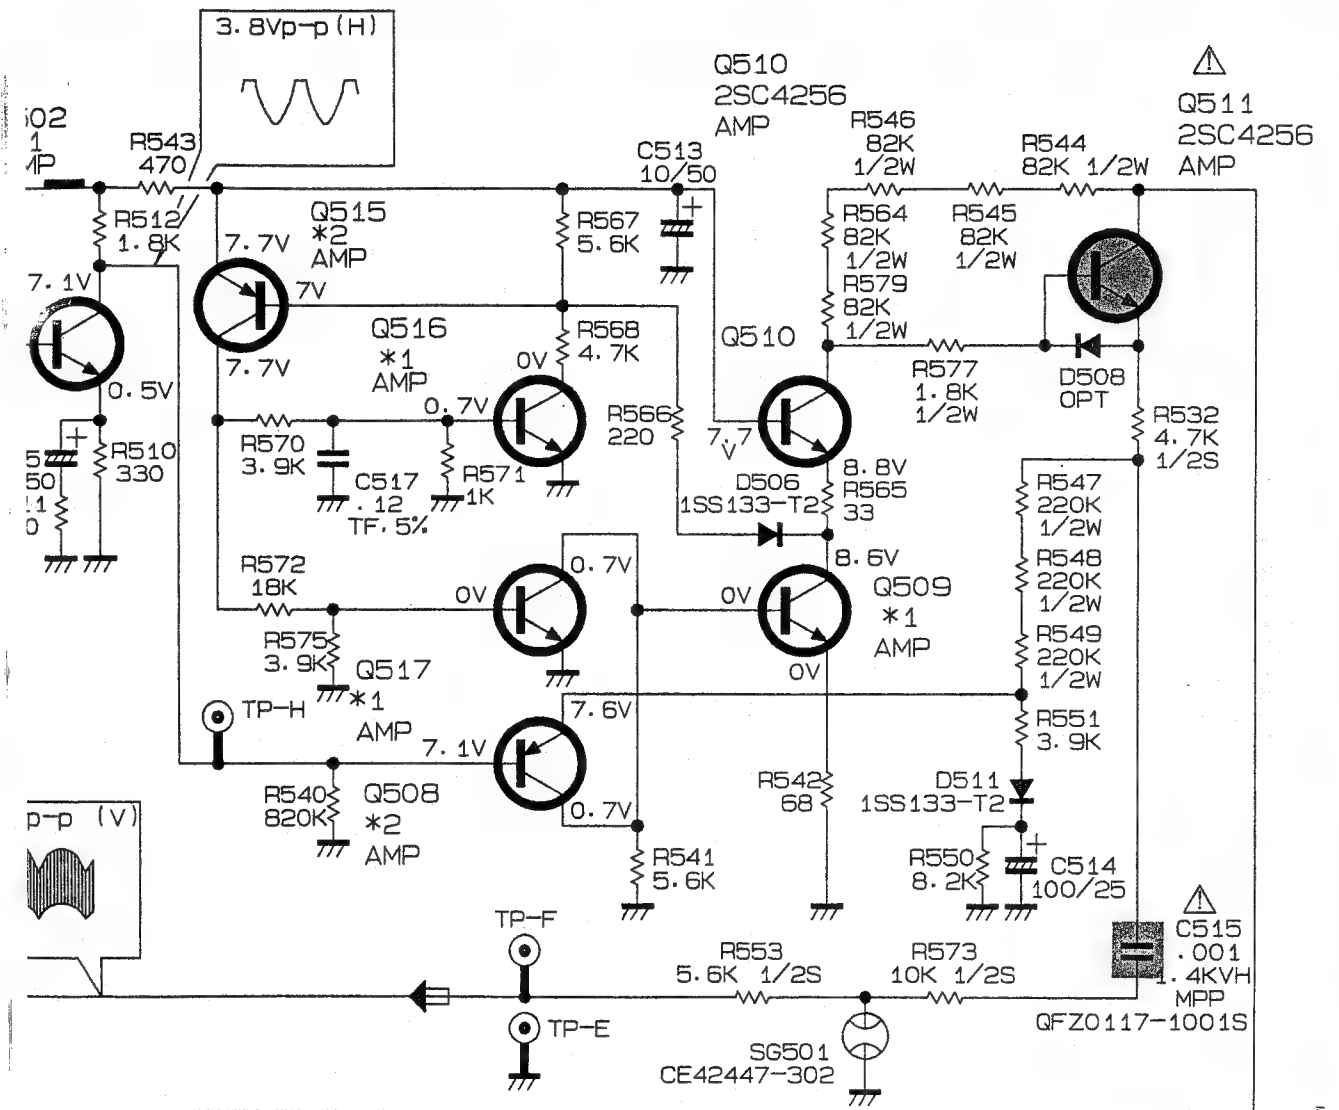 3.8Vp-p(H)
Q510
2SC4256
AMP
Q511
2SC4256
AMP
02
1
MP
R543
470
C513
10/50
+
R546
82K
1/2W
R544
82K 1/2W
R512
1.8K
Q515
*2
AMP
R567
5.6K
R564
82K
1/2W
R545
82K
1/2W
7.7V
7.1V
7V
R579
82K
1/2W
Q516
*1
AMP
R568
4.7K
Q510
0V
7.7V
0.5V
0.7V
R577
1.8K
1/2W
D508
OPT
R566
220
7.7
V
R532
4.7K
1/2S
+
5
50
R510
330
R570
3.9K
C517
.12
TF.5%
R571
1K
D506
1SS133-T2
8.8V
R565
33
R547
220K
1/2W
11
0
R572
18K
0.7V
8.6V
R548
220K
1/2W
0V
0V
Q509
*1
AMP
R575
3.9K
R549
220K
1/2W
Q517
*1
AMP
0V
TP-H
7.6V
R551
3.9K
7.1V
R540
820K
Q508
*2
AMP
0.7V
R542
68
D511
1SS133-T2
p-p (V)
R541
5.6K
R550
8.2K
+
C514
100/25
TP-F
R553
5.6K 1/2S
R573
10K 1/2S
C515
.001
1.4KVH
MPP
QFZ0117-1001S
TP-E
SG501
CE42447-302